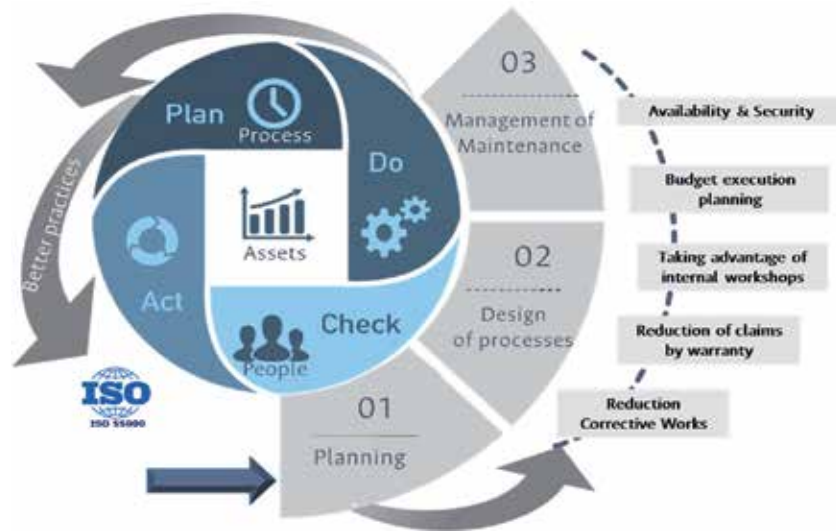 Plan
Process
Do
Assets
Act
Check
People
Better practices
ISO
ISO 55000
01
Planning
02
Design
of processes
03
Management of
Maintenance
Availability & Security
Budget execution
planning
Taking advantage of
internal workshops
Reduction of claims
by warranty
Reduction
Corrective Works